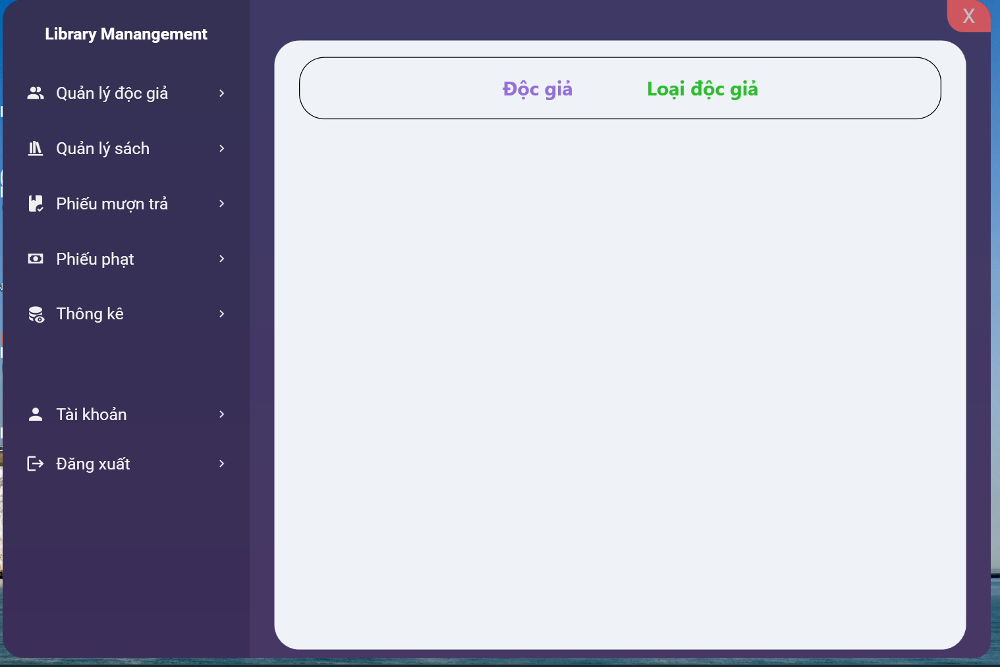 Library Manangement
X
Quản lý độc giả
Độc giả Loại độc giả
Quản lý sách
Phiếu mượn trả
Phiếu phạt
Thông kê
Tài khoản
Đăng xuất